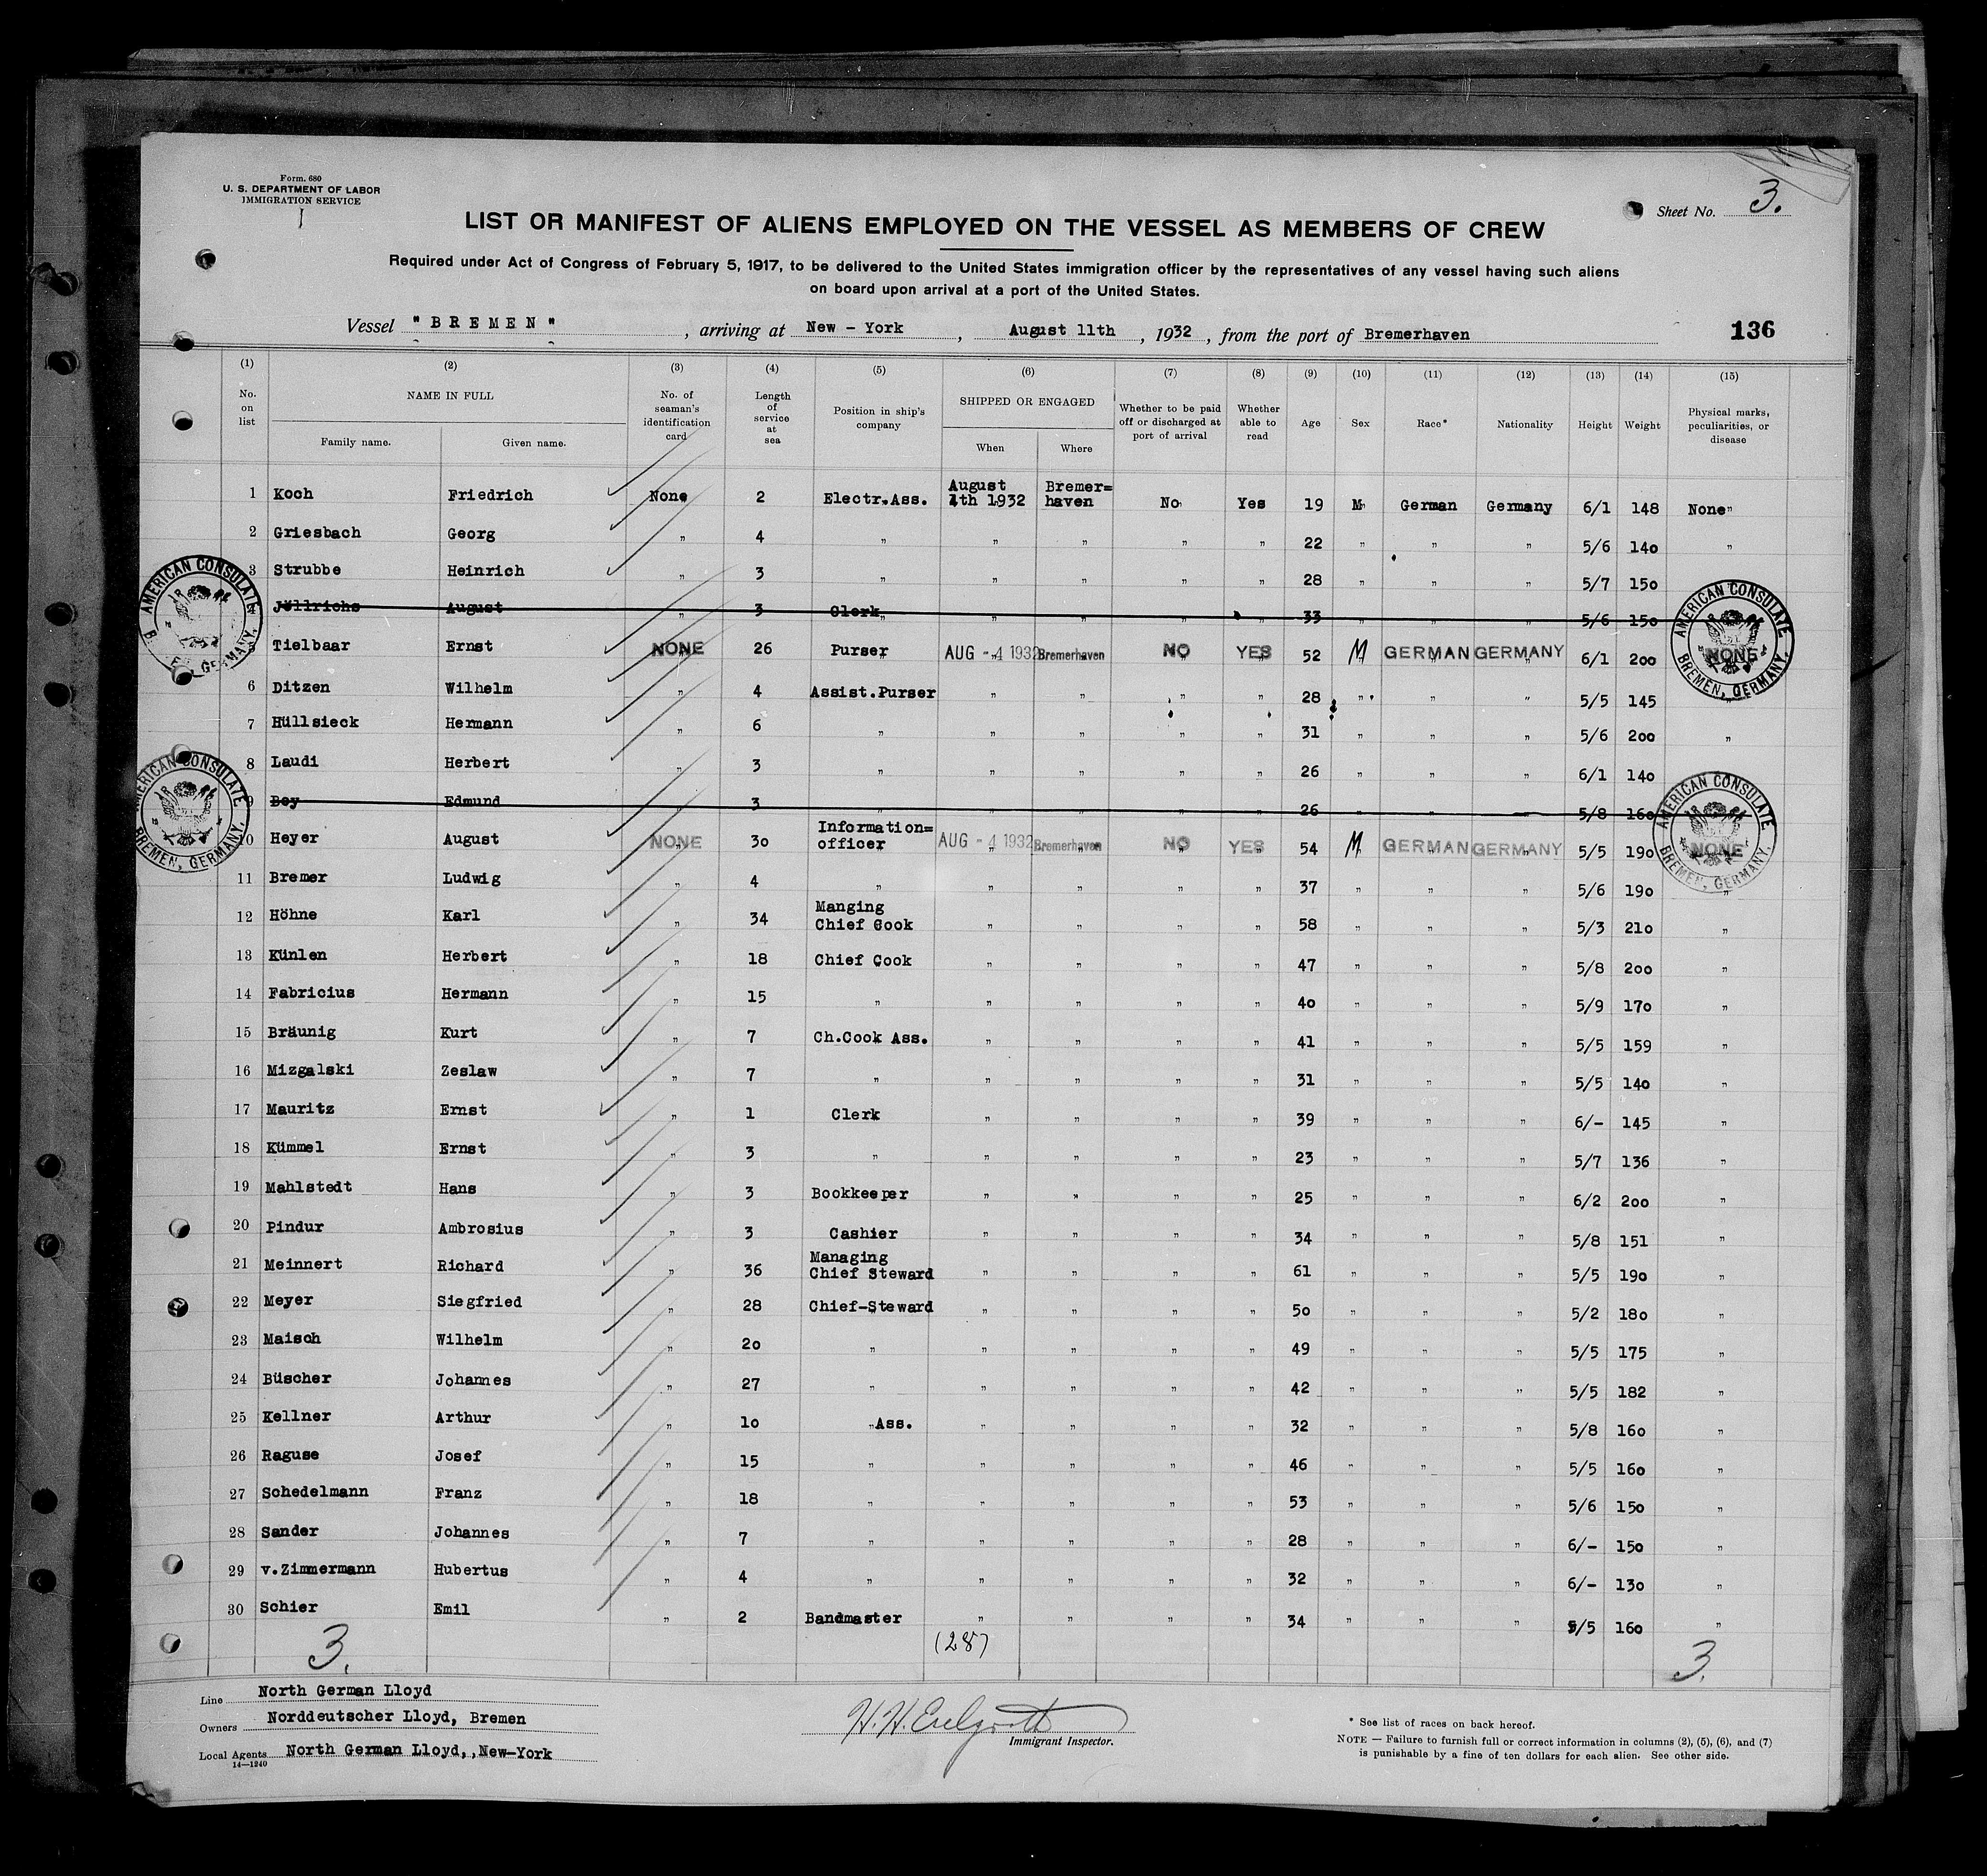 Form. 680
U. S. DEPARTMENT OF LABOR
IMMIGRATION SERVICE
Sheet No. 3.
LIST OR MANIFEST OF ALIENS EMPLOYED ON THE VESSEL AS MEMBERS OF CREW
Required under Act of Congress of February 5, 1917, to be delivered to the United States immigration officer by the representatives of any vessel having such aliens
on board upon arrival at a port of the United States.
Vessel "BREMEN", arriving at New - York, August 11th, 1932, from the port of Bremerhaven 136
(1) (2) (3) (4) (5) (6) (7) (8) (9) (10) (11) (12) (13) (14) (15)
No. on list NAME IN FULL Family name. Given name. No. of seaman's identification card Length of service at sea Position in ship's company SHIPPED OR ENGAGED When Where Whether to be paid off or discharged at port of arrival Whether able to read Age Sex Race* Nationality Height Weight Physical marks, peculiarities, or disease
1 Koch Friedrich None 2 Electr.Ass. August 4th 1932 Bremer=haven No Yes 19 M German Germany 6/1 148 None
2 Griesbach Georg " 4 " " " " " 22 " " " 5/6 140 "
3 Strubbe Heinrich " 3 " " " " " 28 " " " 5/7 150
4 Jöllrichs August " 3 Clerk " " " " 33 " " " 5/6 150
5 Tielbaar Ernst NONE 26 Purser AUG - 4 1932 Bremerhaven NO YES 52 M GERMAN GERMANY 6/1 200 NONE
6 Ditzen Wilhelm " 4 Assist.Purser " " " " 28 " " " 5/5 145
7 Hüllsieck Hermann " 6 " " " " " 31 " " " 5/6 200 "
8 Laudi Herbert " 3 " " " " " 26 " " " 6/1 140
9 Boy Edmund " 3 " " " " " 26 " " " 5/8 160
10 Heyer August NONE 30 Information=officer AUG - 4 1932 Bremerhaven NO YES 54 M GERMAN GERMANY 5/5 190 NONE
11 Bremer Ludwig " 4 " " " " " 37 " " " 5/6 190 "
12 Höhne Karl " 34 Manging Chief Cook " " " " 58 " " " 5/3 210 "
13 Künlen Herbert " 18 Chief Cook " " " " 47 " " " 5/8 200 "
14 Fabricius Hermann " 15 " " " " " 40 " " " 5/9 170 "
15 Bräunig Kurt " 7 Ch.Cook Ass. " " " " 41 " " " 5/5 159 "
16 Mizgalski Zeslaw " 7 " " " " " 31 " " " 5/5 140 "
17 Mauritz Ernst " 1 Clerk " " " " 39 " " " 6/- 145 "
18 Kümmel Ernst " 3 " " " " " 23 " " " 5/7 136 "
19 Mahlstedt Hans " 3 Bookkeeper " " " " 25 " " " 6/2 200 "
20 Pindur Ambrosius " 3 Cashier " " " " 34 " " " 5/8 151 "
21 Meinnert Richard " 36 Managing Chief Steward " " " " 61 " " " 5/5 190 "
22 Meyer Siegfried " 28 Chief-Steward " " " " 50 " " " 5/2 180 "
23 Maisch Wilhelm " 20 " " " " " 49 " " " 5/5 175 "
24 Büscher Johannes " 27 " " " " " 42 " " " 5/5 182 "
25 Kellner Arthur " 10 " Ass. " " " " 32 " " " 5/8 160 "
26 Raguse Josef " 15 " " " " " 46 " " " 5/5 160 "
27 Schedelmann Franz " 18 " " " " " 53 " " " 5/6 150 "
28 Sander Johannes " 7 " " " " " 28 " " " 6/- 150 "
29 v.Zimmermann Hubertus " 4 " " " " " 32 " " " 6/- 130 "
30 Schier Emil " 2 Bandmaster " " " " 34 " " " 5/5 160 "
AMERICAN CONSULATE BREMEN, GERMANY.
AMERICAN CONSULATE BREMEN, GERMANY.
AMERICAN CONSULATE, BREMEN, GERMANY.
AMERICAN CONSULATE, BREMEN, GERMANY.
3. (28) 3.
Line North German Lloyd
Owners Norddeutscher Lloyd, Bremen
Local Agents North German Lloyd,,New-York
14—1240
Immigrant Inspector.
* See list of races on back hereof.
NOTE — Failure to furnish full or correct information in columns (2), (5), (6), and (7)
is punishable by a fine of ten dollars for each alien. See other side.